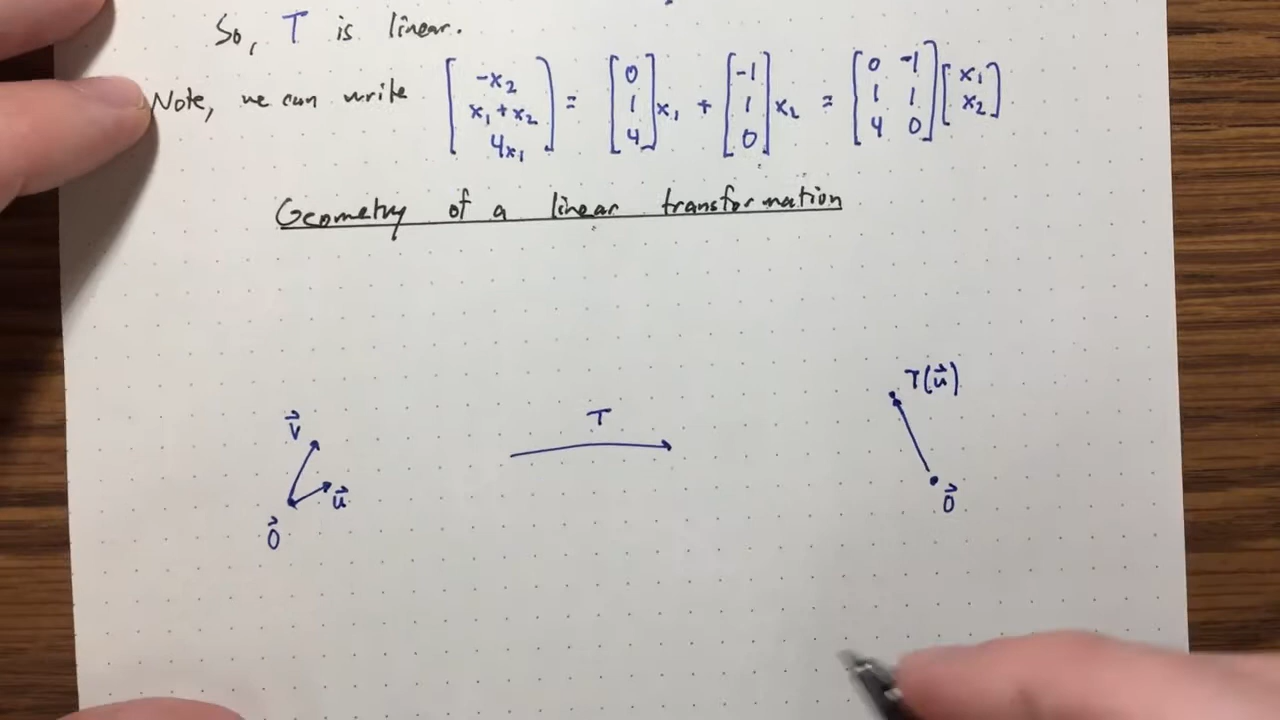 So, T is linear.
Note, we can write [-x₂ x₁+x₂ 4x₁] = [0 1 4] x₁ + [-1 1 0] x₂ = [0 -1 1 1 4 0] [x₁ x₂]
Geometry of a linear transformation
T(u⃗)
T
v⃗
u⃗
0⃗
0⃗